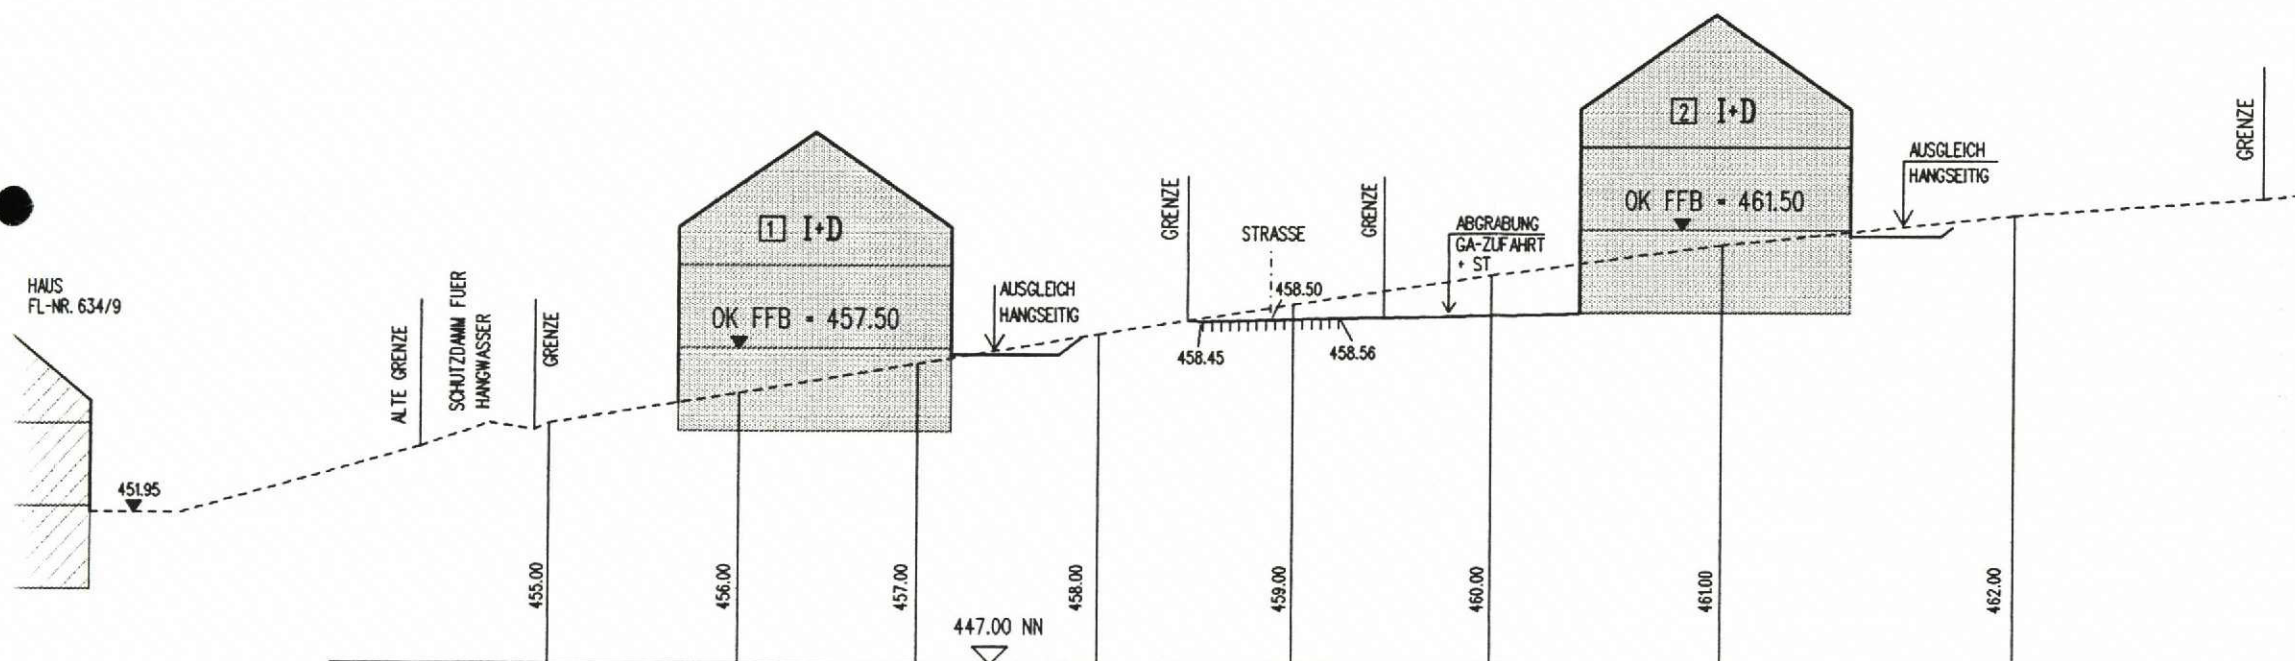 HAUS
FL-NR. 634/9
451.95
ALTE GRENZE
SCHUTZDAMM FUER
HANGWASSER
GRENZE
1 I+D
OK FFB = 457.50
AUSGLEICH
HANGSEITIG
GRENZE
STRASSE
458.50
458.45
458.56
GRENZE
ABGRABUNG
GA-ZUFAHRT
+ ST
2 I+D
OK FFB = 461.50
AUSGLEICH
HANGSEITIG
GRENZE
455.00
456.00
457.00
458.00
459.00
460.00
461.00
462.00
447.00 NN